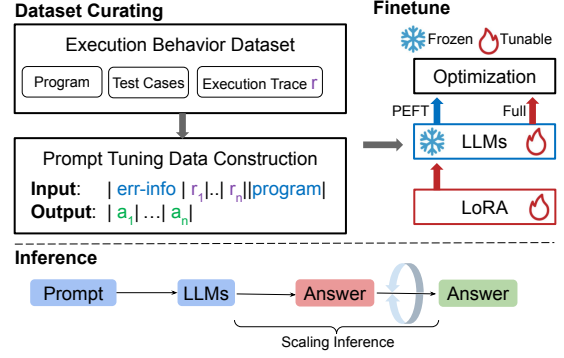 Dataset Curating
Execution Behavior Dataset
Program Test Cases Execution Trace r
Prompt Tuning Data Construction
Input: | err-info | r1|..| rn||program|
Output: | a1| ...| an|
Finetune
Frozen Tunable
Optimization
PEFT Full
LLMs
LoRA
Inference
Prompt LLMs Answer Answer
Scaling Inference